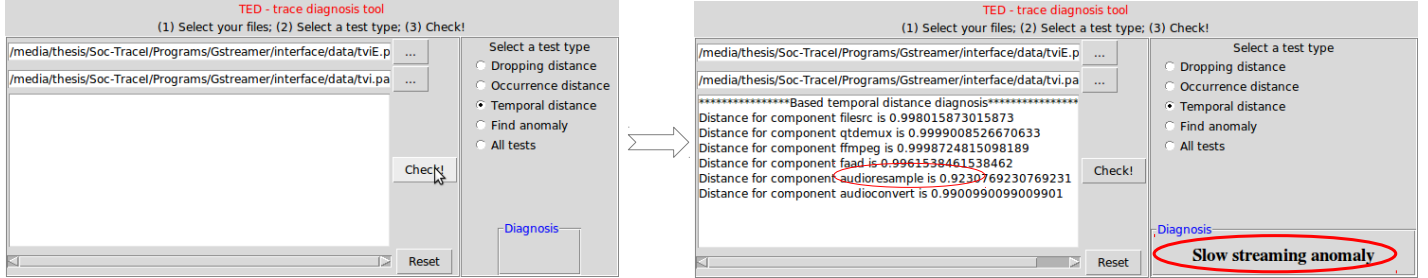 TED - trace diagnosis tool
(1) Select your files; (2) Select a test type; (3) Check!
/media/thesis/Soc-TraceI/Programs/Gstreamer/interface/data/tviE.p
...
/media/thesis/Soc-TraceI/Programs/Gstreamer/interface/data/tvi.pa
...
Check!
Reset
Select a test type
Dropping distance
Occurrence distance
Temporal distance
Find anomaly
All tests
Diagnosis
TED - trace diagnosis tool
(1) Select your files; (2) Select a test type; (3) Check!
/media/thesis/Soc-TraceI/Programs/Gstreamer/interface/data/tviE.p
...
/media/thesis/Soc-TraceI/Programs/Gstreamer/interface/data/tvi.pa
...
****************Based temporal distance diagnosis****************
Distance for component filesrc is 0.998015873015873
Distance for component qtdemux is 0.9999008526670633
Distance for component ffmpeg is 0.9998724815098189
Distance for component faad is 0.9961538461538462
Distance for component audioresample is 0.9230769230769231
Distance for component audioconvert is 0.9900990099009901
Check!
Reset
Select a test type
Dropping distance
Occurrence distance
Temporal distance
Find anomaly
All tests
Diagnosis
Slow streaming anomaly